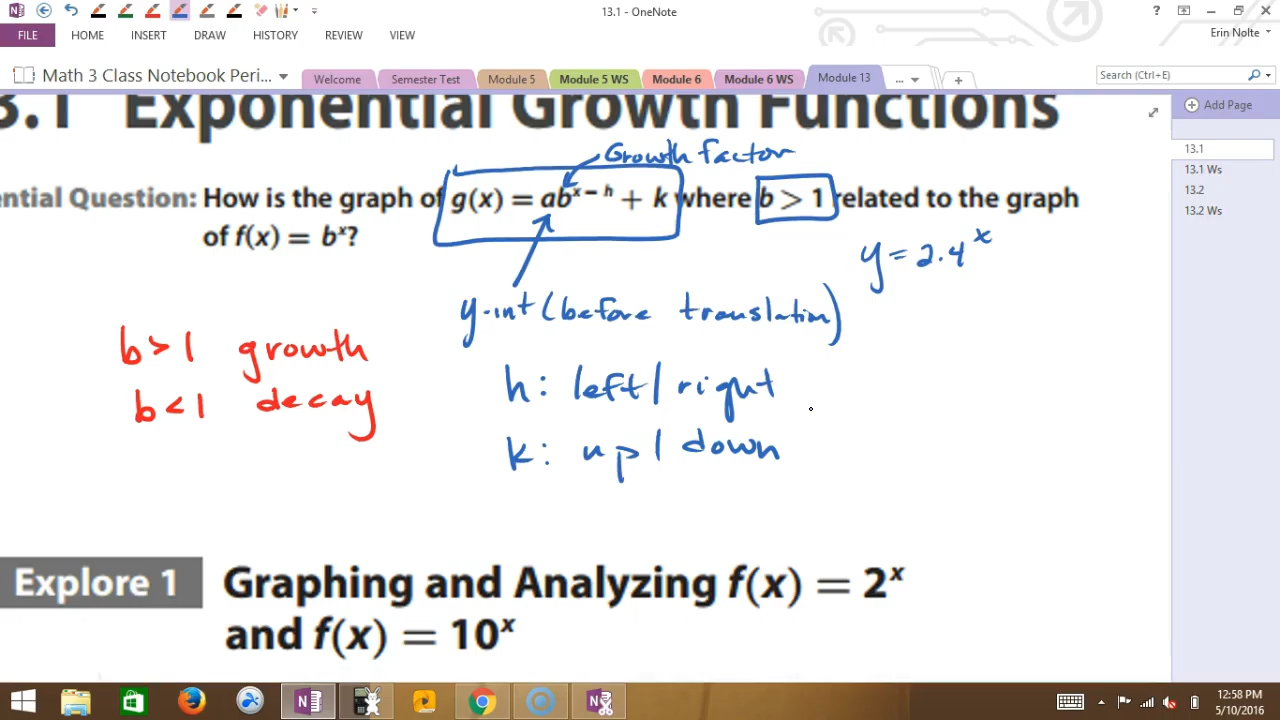 13.1 - OneNote
?
FILE HOME INSERT DRAW HISTORY REVIEW VIEW
Erin Nolte
Math 3 Class Notebook Peri...
Welcome Semester Test Module 5 Module 5 WS Module 6 Module 6 WS Module 13 ... +
Search (Ctrl+E)
3.1 Exponential Growth Functions
Add Page
13.1
13.1 Ws
13.2
13.2 Ws
Growth factor
ential Question: How is the graph of g(x) = ab^{x - h} + k where b > 1 related to the graph
of f(x) = b^x?
y = 2.4^x
y-int (before translation)
b > 1 growth
b < 1 decay
h: left/right
k: up/down
Explore 1 Graphing and Analyzing f(x) = 2^x
and f(x) = 10^x
12:58 PM
5/10/2016